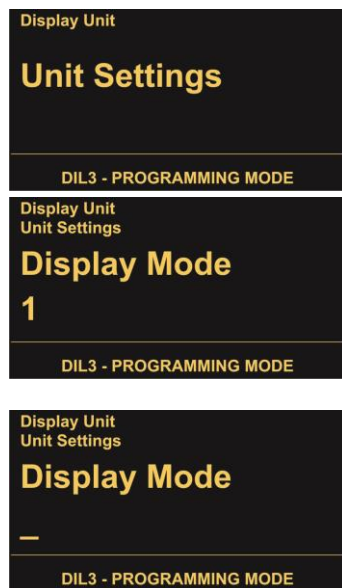 Display Unit
Unit Settings
DIL3 - PROGRAMMING MODE
Display Unit
Unit Settings
Display Mode
1
DIL3 - PROGRAMMING MODE
Display Unit
Unit Settings
Display Mode
_
DIL3 - PROGRAMMING MODE